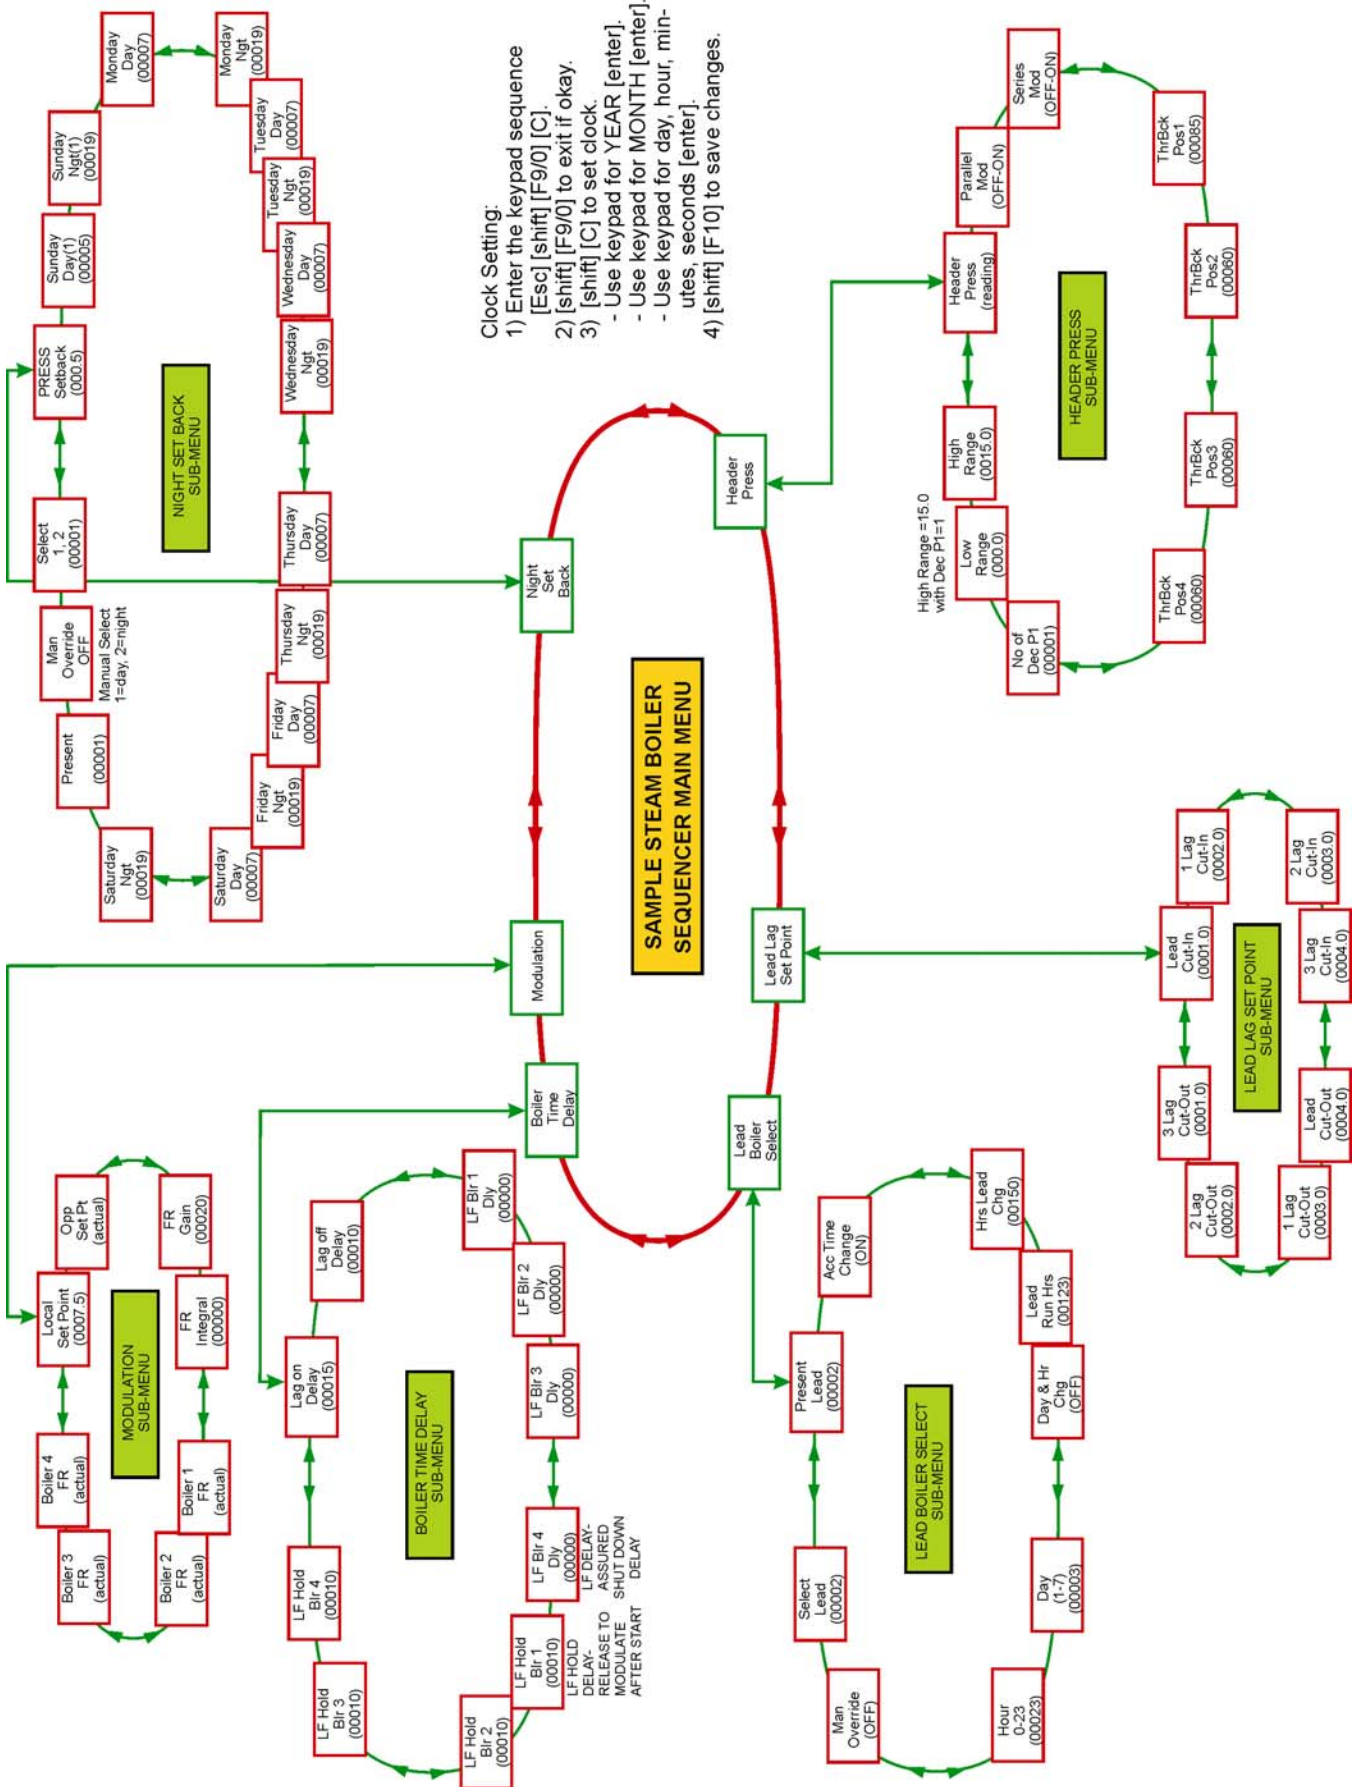 SAMPLE STEAM BOILER
SEQUENCER MAIN MENU
Boiler
Time
Delay
Modulation
Night
Set
Back
Header
Press
Lead Lag
Set Point
Lead
Boiler
Select
MODULATION
SUB-MENU
Local
Set Point
(0007.5)
Opp
Set Pt
(actual)
FR
Gain
(00020)
FR
Integral
(00000)
Boiler 1
FR
(actual)
Boiler 2
FR
(actual)
Boiler 3
FR
(actual)
Boiler 4
FR
(actual)
NIGHT SET BACK
SUB-MENU
PRESS
Setback
(000.5)
Sunday
Day(1)
(00005)
Sunday
Ngt(1)
(00019)
Monday
Day
(00007)
Monday
Ngt
(00019)
Tuesday
Day
(00007)
Tuesday
Ngt
(00019)
Wednesday
Day
(00007)
Wednesday
Ngt
(00019)
Thursday
Day
(00007)
Thursday
Ngt
(00019)
Friday
Day
(00007)
Friday
Ngt
(00019)
Saturday
Day
(00007)
Saturday
Ngt
(00019)
Present
(00001)
Man
Override
OFF
Manual Select
1=day, 2=night
Select
1, 2
(00001)
BOILER TIME DELAY
SUB-MENU
Lag on
Delay
(00015)
Lag off
Delay
(00010)
LF Blr 1
Dly
(00000)
LF Blr 2
Dly
(00000)
LF Blr 3
Dly
(00000)
LF Blr 4
Dly
(00000)
LF DELAY-
ASSURED
SHUT DOWN
DELAY
LF Hold
Blr 1
(00010)
LF HOLD
DELAY-
RELEASE TO
MODULATE
AFTER START
LF Hold
Blr 2
(00010)
LF Hold
Blr 3
(00010)
LF Hold
Blr 4
(00010)
Clock Setting:
1) Enter the keypad sequence
[Esc] [shift] [F9/0] [C].
2) [shift] [F9/0] to exit if okay.
3) [shift] [C] to set clock.
- Use keypad for YEAR [enter].
- Use keypad for MONTH [enter].
- Use keypad for day, hour, min-
utes, seconds [enter].
4) [shift] [F10] to save changes.
LEAD BOILER SELECT
SUB-MENU
Present
Lead
(00002)
Acc Time
Change
(ON)
Hrs Lead
Chg
(00150)
Lead
Run Hrs
(00123)
Day & Hr
Chg
(OFF)
Day
(1-7)
(00003)
Hour
0-23
(00023)
Man
Override
(OFF)
Select
Lead
(00002)
LEAD LAG SET POINT
SUB-MENU
Lead
Cut-In
(0001.0)
1 Lag
Cut-In
(0002.0)
2 Lag
Cut-In
(0003.0)
3 Lag
Cut-In
(0004.0)
Lead
Cut-Out
(0004.0)
1 Lag
Cut-Out
(0003.0)
2 Lag
Cut-Out
(0002.0)
3 Lag
Cut-Out
(0001.0)
HEADER PRESS
SUB-MENU
Header
Press
(reading)
Parallel
Mod
(OFF-ON)
Series
Mod
(OFF-ON)
ThrBck
Pos1
(00085)
ThrBck
Pos2
(00060)
ThrBck
Pos3
(00060)
ThrBck
Pos4
(00060)
No of
Dec P1
(00001)
Low
Range
(000.0)
High
Range
(0015.0)
High Range =15.0
with Dec P1=1